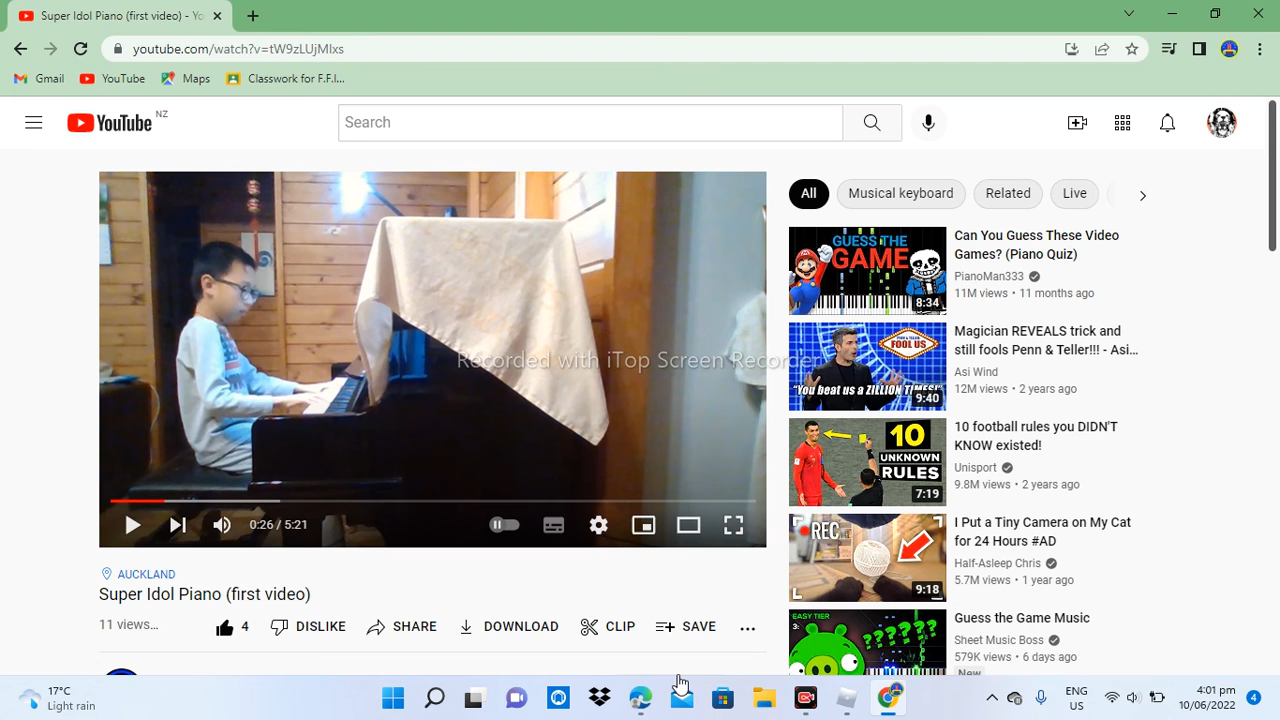 Super Idol Piano (first video) - Yo
youtube.com/watch?v=tW9zLUjMlxs
Gmail
YouTube
Maps
Classwork for F.F.I...
YouTube NZ
Search
All
Musical keyboard
Related
Live
GUESS THE
GAME
8:34
Can You Guess These Video
Games? (Piano Quiz)
PianoMan333
11M views • 11 months ago
FOOL US
"You beat us a ZILLION TIMES!"
9:40
Magician REVEALS trick and
still fools Penn & Teller!!! - Asi...
Asi Wind
12M views • 2 years ago
Recorded with iTop Screen Recorder
10
UNKNOWN
RULES
7:19
10 football rules you DIDN'T
KNOW existed!
Unisport
9.8M views • 2 years ago
REC
9:18
I Put a Tiny Camera on My Cat
for 24 Hours #AD
Half-Asleep Chris
5.7M views • 1 year ago
0:26 / 5:21
AUCKLAND
Super Idol Piano (first video)
11 views...
4
DISLIKE
SHARE
DOWNLOAD
CLIP
SAVE
EASY TIER
3:
??????
Guess the Game Music
Sheet Music Boss
579K views • 6 days ago
New
17°C
Light rain
ENG
US
4:01 pm
10/06/2022
4